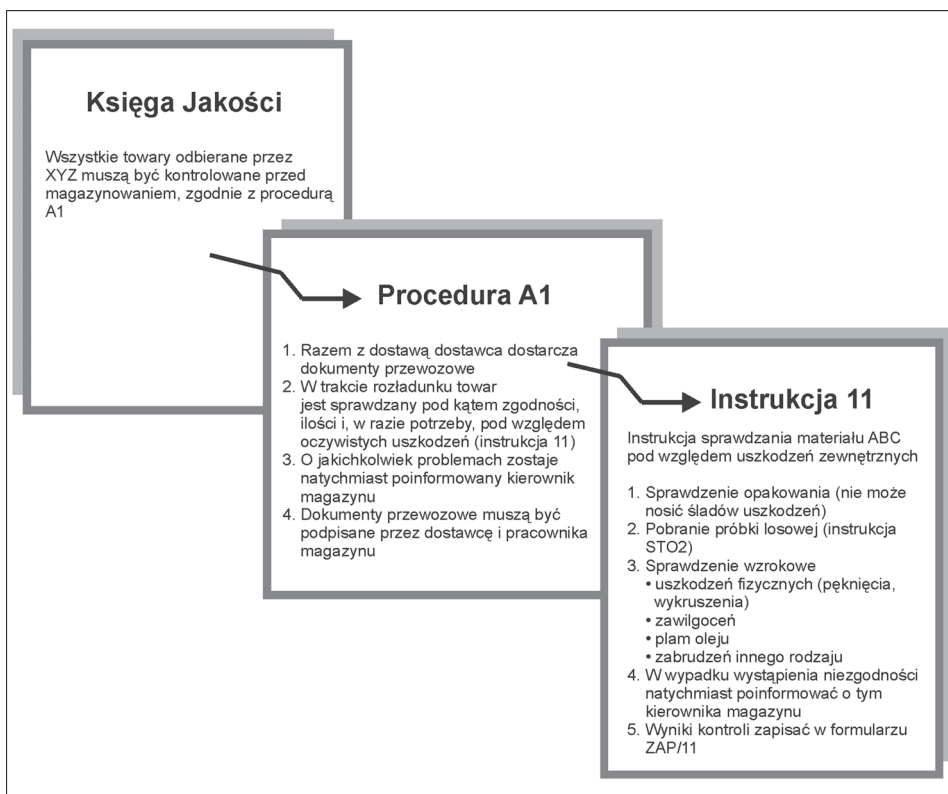 Księga Jakości
Wszystkie towary odbierane przez
XYZ muszą być kontrolowane przed
magazynowaniem, zgodnie z procedurą
A1
Procedura A1
1. Razem z dostawą dostawca dostarcza
dokumenty przewozowe
2. W trakcie rozładunku towar
jest sprawdzany pod kątem zgodności,
ilości i, w razie potrzeby, pod względem
oczywistych uszkodzeń (instrukcja 11)
3. O jakichkolwiek problemach zostaje
natychmiast poinformowany kierownik
magazynu
4. Dokumenty przewozowe muszą być
podpisane przez dostawcę i pracownika
magazynu
Instrukcja 11
Instrukcja sprawdzania materiału ABC
pod względem uszkodzeń zewnętrznych
1. Sprawdzenie opakowania (nie może
nosić śladów uszkodzeń)
2. Pobranie próbki losowej (instrukcja
STO2)
3. Sprawdzenie wzrokowe
• uszkodzeń fizycznych (pęknięcia,
wykruszenia)
• zawilgoceń
• plam oleju
• zabrudzeń innego rodzaju
4. W wypadku wystąpienia niezgodności
natychmiast poinformować o tym
kierownika magazynu
5. Wyniki kontroli zapisać w formularzu
ZAP/11